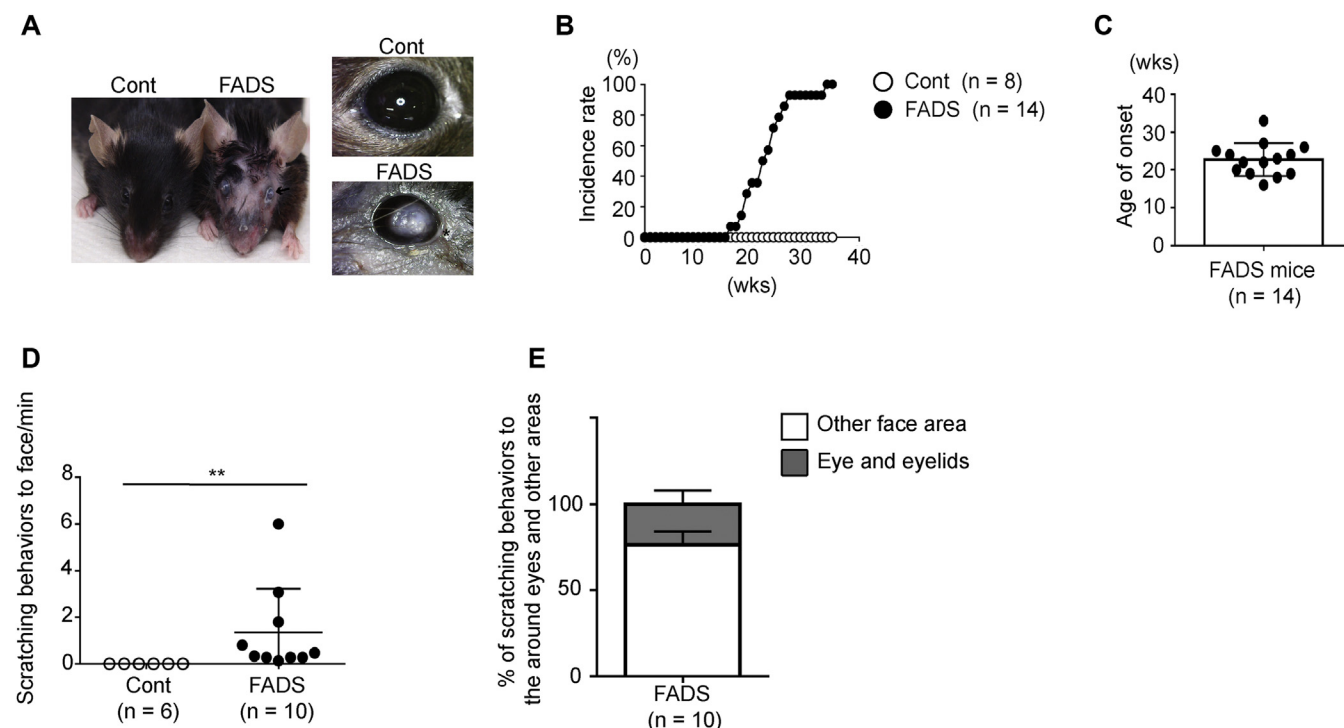 A
Cont
FADS
Cont
FADS
B
(%)
100
80
60
40
20
0
Incidence rate
0 10 20 30 40
(wks)
Cont (n = 8)
FADS (n = 14)
C
(wks)
40
30
20
10
0
Age of onset
FADS mice
(n = 14)
D
Scratching behaviors to face/min
8
6
4
2
0
**
Cont
(n = 6)
FADS
(n = 10)
E
% of scratching behaviors to
the around eyes and other areas
100
50
0
FADS
(n = 10)
Other face area
Eye and eyelids